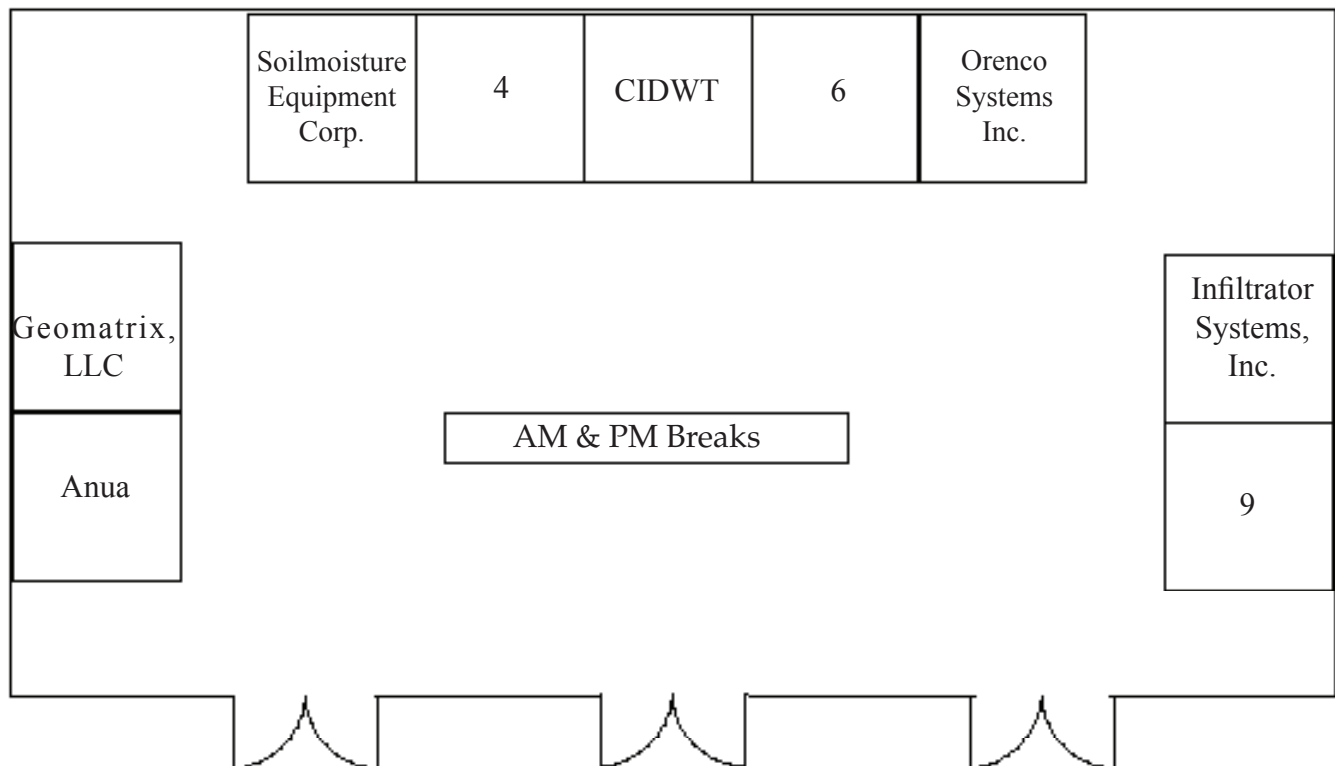 Soilmoisture
Equipment
Corp.
4
CIDWT
6
Orenco
Systems
Inc.
Geomatrix,
LLC
Anua
AM & PM Breaks
Infiltrator
Systems,
Inc.
9